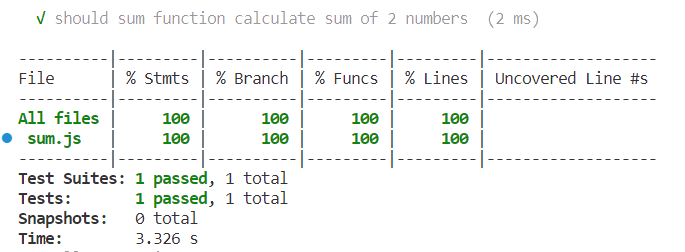 √ should sum function calculate sum of 2 numbers  (2 ms)
----------|---------|----------|---------|---------|-------------------
File      | % Stmts | % Branch | % Funcs | % Lines | Uncovered Line #s
----------|---------|----------|---------|---------|-------------------
All files |     100 |      100 |     100 |     100 |
 sum.js   |     100 |      100 |     100 |     100 |
----------|---------|----------|---------|---------|-------------------
Test Suites: 1 passed, 1 total
Tests:       1 passed, 1 total
Snapshots:   0 total
Time:        3.326 s